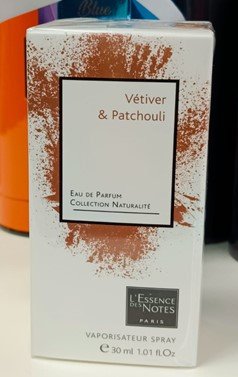 Blue
Vétiver
& Patchouli
Eau de Parfum
Collection Naturalité
L'Essence
des Notes
PARIS
VAPORISATEUR SPRAY
℮ 30 ml 1.01 fl.Oz